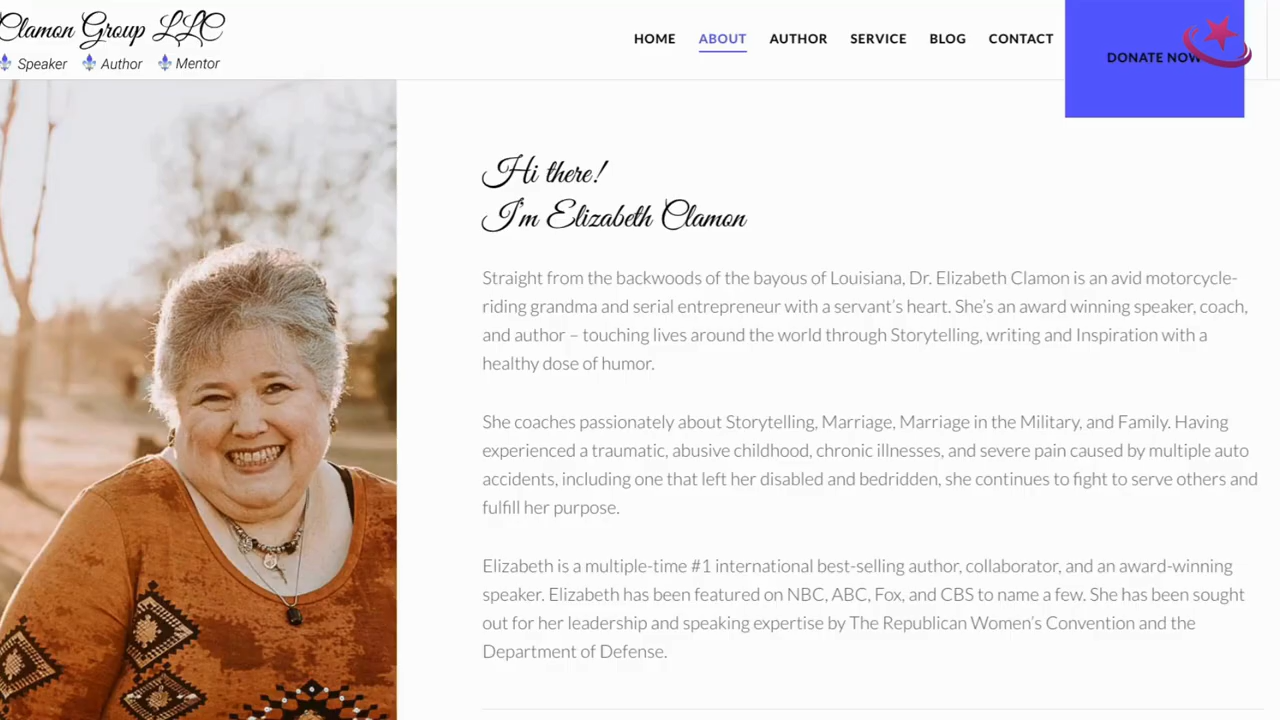 Clamon Group LLC
Speaker Author Mentor
HOME ABOUT AUTHOR SERVICE BLOG CONTACT DONATE NOW
Hi there!
I'm Elizabeth Clamon
Straight from the backwoods of the bayous of Louisiana, Dr. Elizabeth Clamon is an avid motorcycle-
riding grandma and serial entrepreneur with a servant's heart. She's an award winning speaker, coach,
and author – touching lives around the world through Storytelling, writing and Inspiration with a
healthy dose of humor.
She coaches passionately about Storytelling, Marriage, Marriage in the Military, and Family. Having
experienced a traumatic, abusive childhood, chronic illnesses, and severe pain caused by multiple auto
accidents, including one that left her disabled and bedridden, she continues to fight to serve others and
fulfill her purpose.
Elizabeth is a multiple-time #1 international best-selling author, collaborator, and an award-winning
speaker. Elizabeth has been featured on NBC, ABC, Fox, and CBS to name a few. She has been sought
out for her leadership and speaking expertise by The Republican Women's Convention and the
Department of Defense.